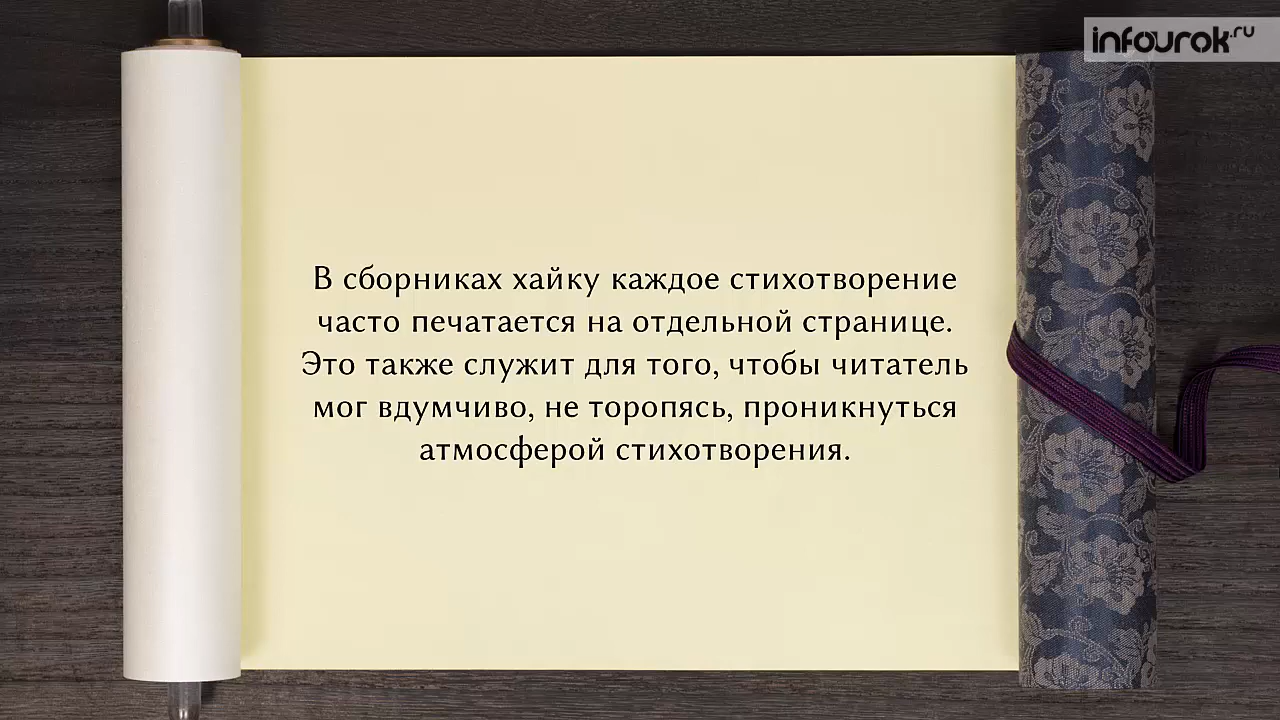 infourok.ru
В сборниках хайку каждое стихотворение
часто печатается на отдельной странице.
Это также служит для того, чтобы читатель
мог вдумчиво, не торопясь, проникнуться
атмосферой стихотворения.